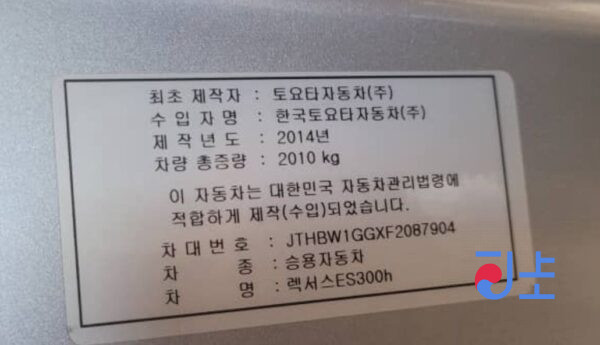 최초 제작자 : 토요타자동차(주)
수 입 자 명 : 한국토요타자동차(주)
제 작 년 도 : 2014년
차량 총중량 : 2010 kg
이 자동차는 대한민국 자동차관리법령에
적합하게 제작(수입)되었습니다.
차 대 번 호 : JTHBW1GGXF2087904
차 종 : 승용자동차
차 명 : 렉서스ES300h